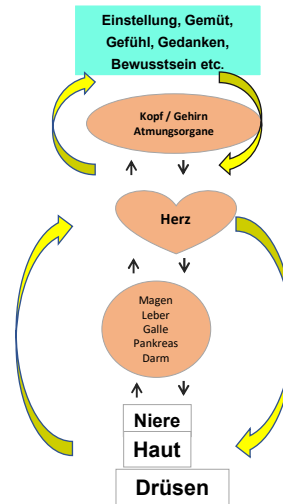 Einstellung, Gemüt,
Gefühl, Gedanken,
Bewusstsein etc.
Kopf / Gehirn
Atmungsorgane
Herz
Magen
Leber
Galle
Pankreas
Darm
Niere
Haut
Drüsen